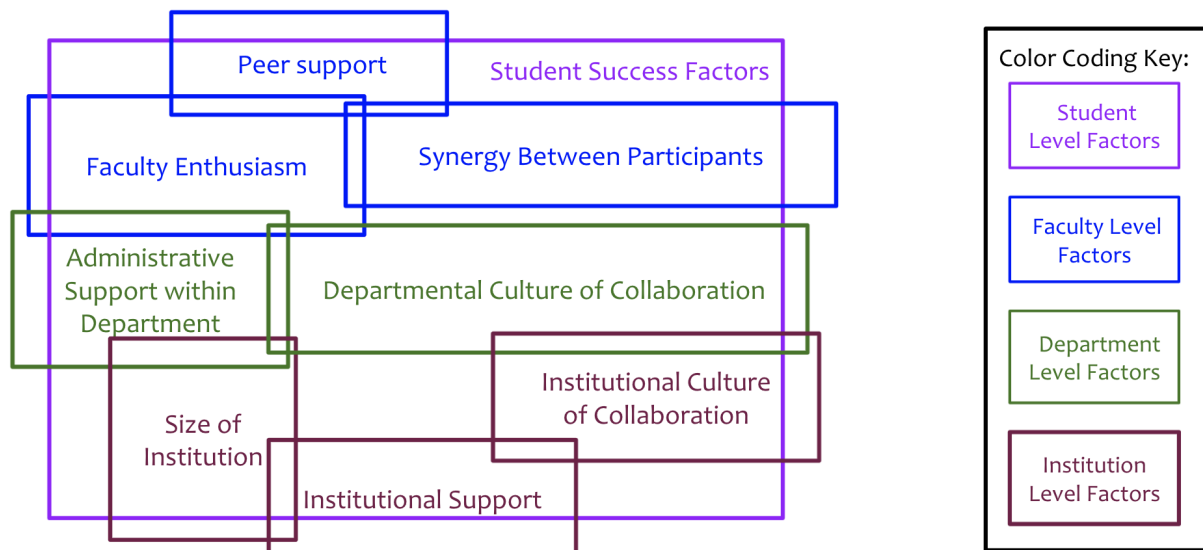 Peer support
Student Success Factors
Faculty Enthusiasm
Synergy Between Participants
Administrative
Support within
Department
Departmental Culture of Collaboration
Institutional Culture
of Collaboration
Size of
Institution
Institutional Support
Color Coding Key:
Student
Level Factors
Faculty Level
Factors
Department
Level Factors
Institution
Level Factors